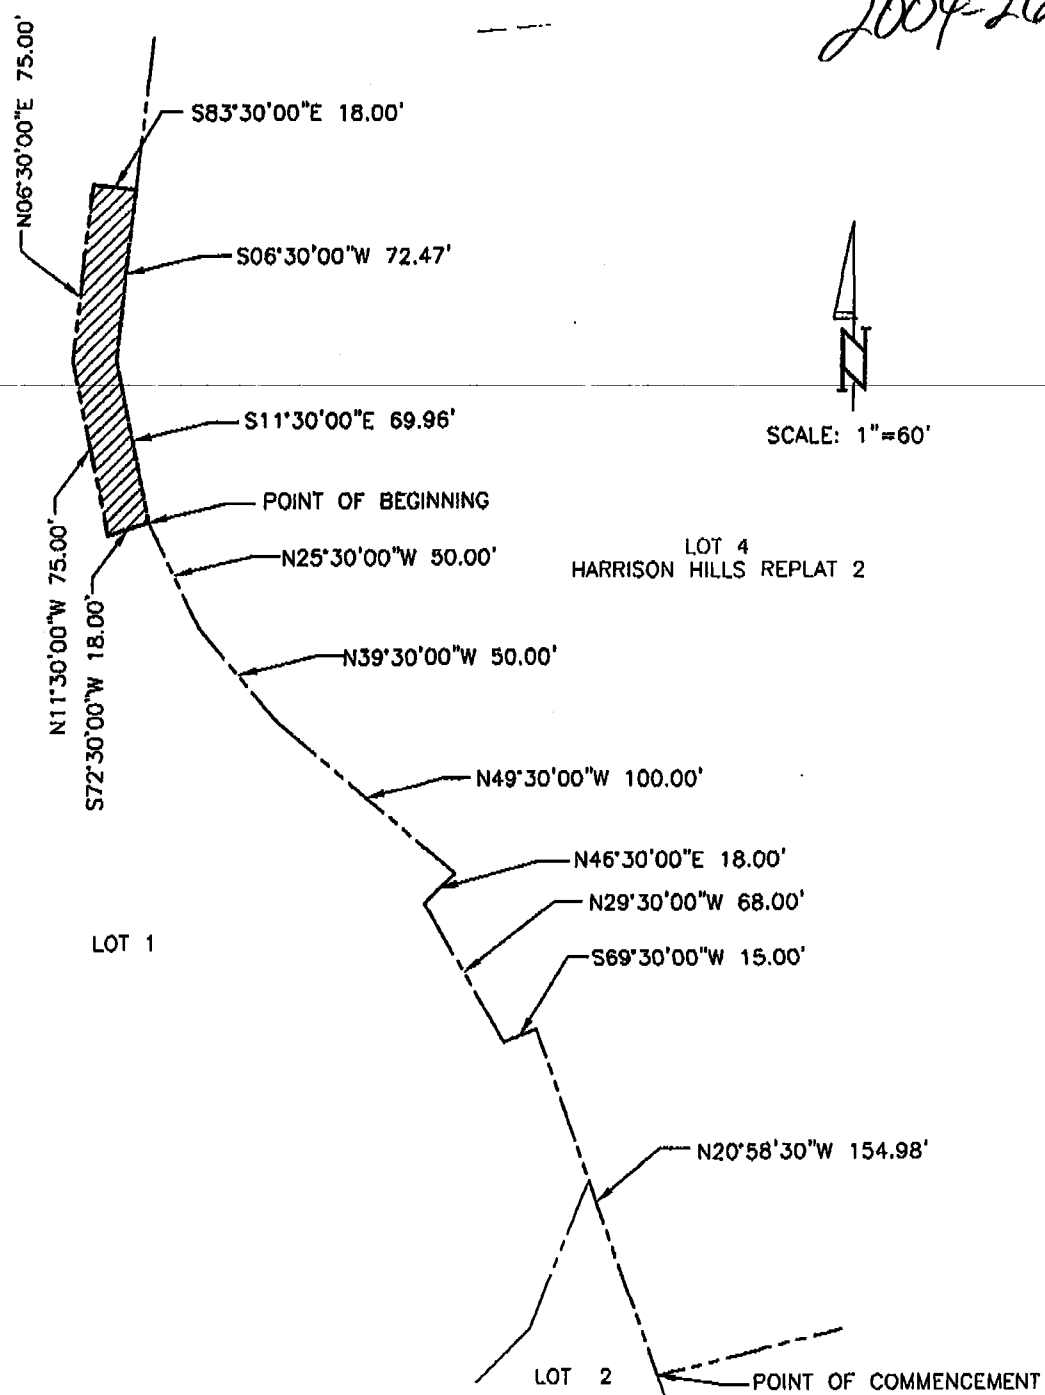 N06°30'00"E 75.00'
S83°30'00"E 18.00'
S06°30'00"W 72.47'
N
SCALE: 1"=60'
S11°30'00"E 69.96'
POINT OF BEGINNING
N25°30'00"W 50.00'
LOT 4
HARRISON HILLS REPLAT 2
N11°30'00"W 75.00'
S72°30'00"W 18.00'
N39°30'00"W 50.00'
N49°30'00"W 100.00'
N46°30'00"E 18.00'
N29°30'00"W 68.00'
LOT 1
S69°30'00"W 15.00'
N20°58'30"W 154.98'
LOT 2
POINT OF COMMENCEMENT